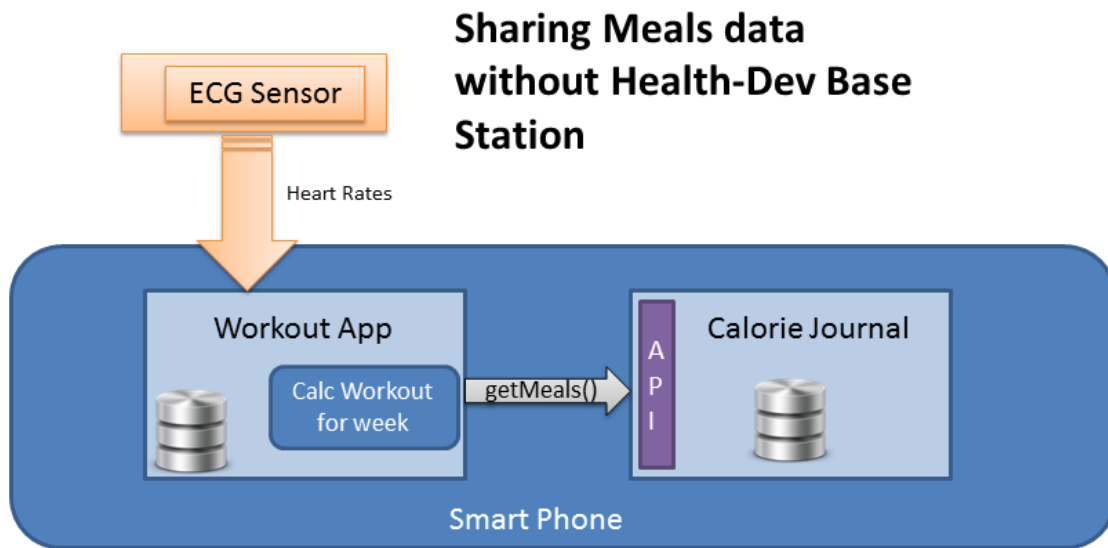 Sharing Meals data
without Health-Dev Base
Station
ECG Sensor
Heart Rates
Workout App
Calc Workout
for week
getMeals()
A
P
I
Calorie Journal
Smart Phone